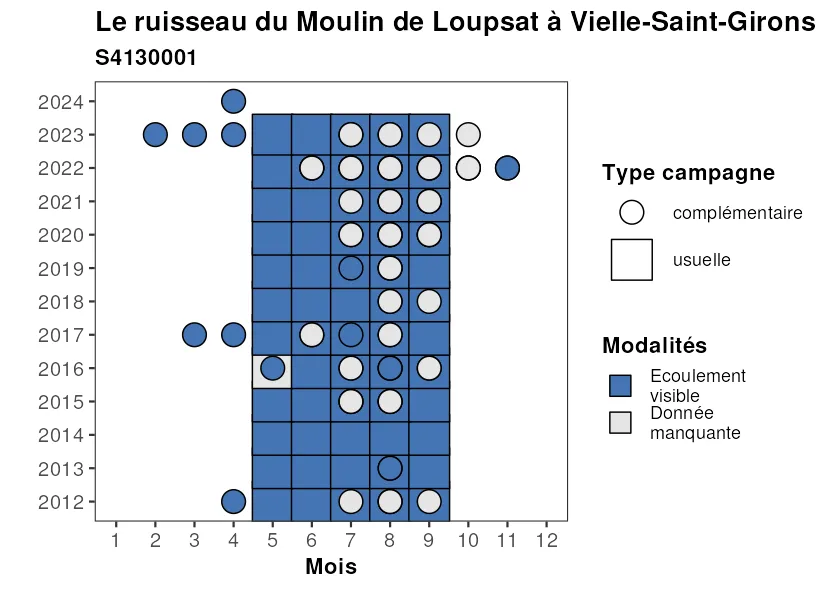 Le ruisseau du Moulin de Loupsat à Vielle-Saint-Girons
S4130001
2024
2023
2022
2021
2020
2019
2018
2017
2016
2015
2014
2013
2012
1 2 3 4 5 6 7 8 9 10 11 12
Mois
Type campagne
complémentaire
usuelle
Modalités
Ecoulement
visible
Donnée
manquante